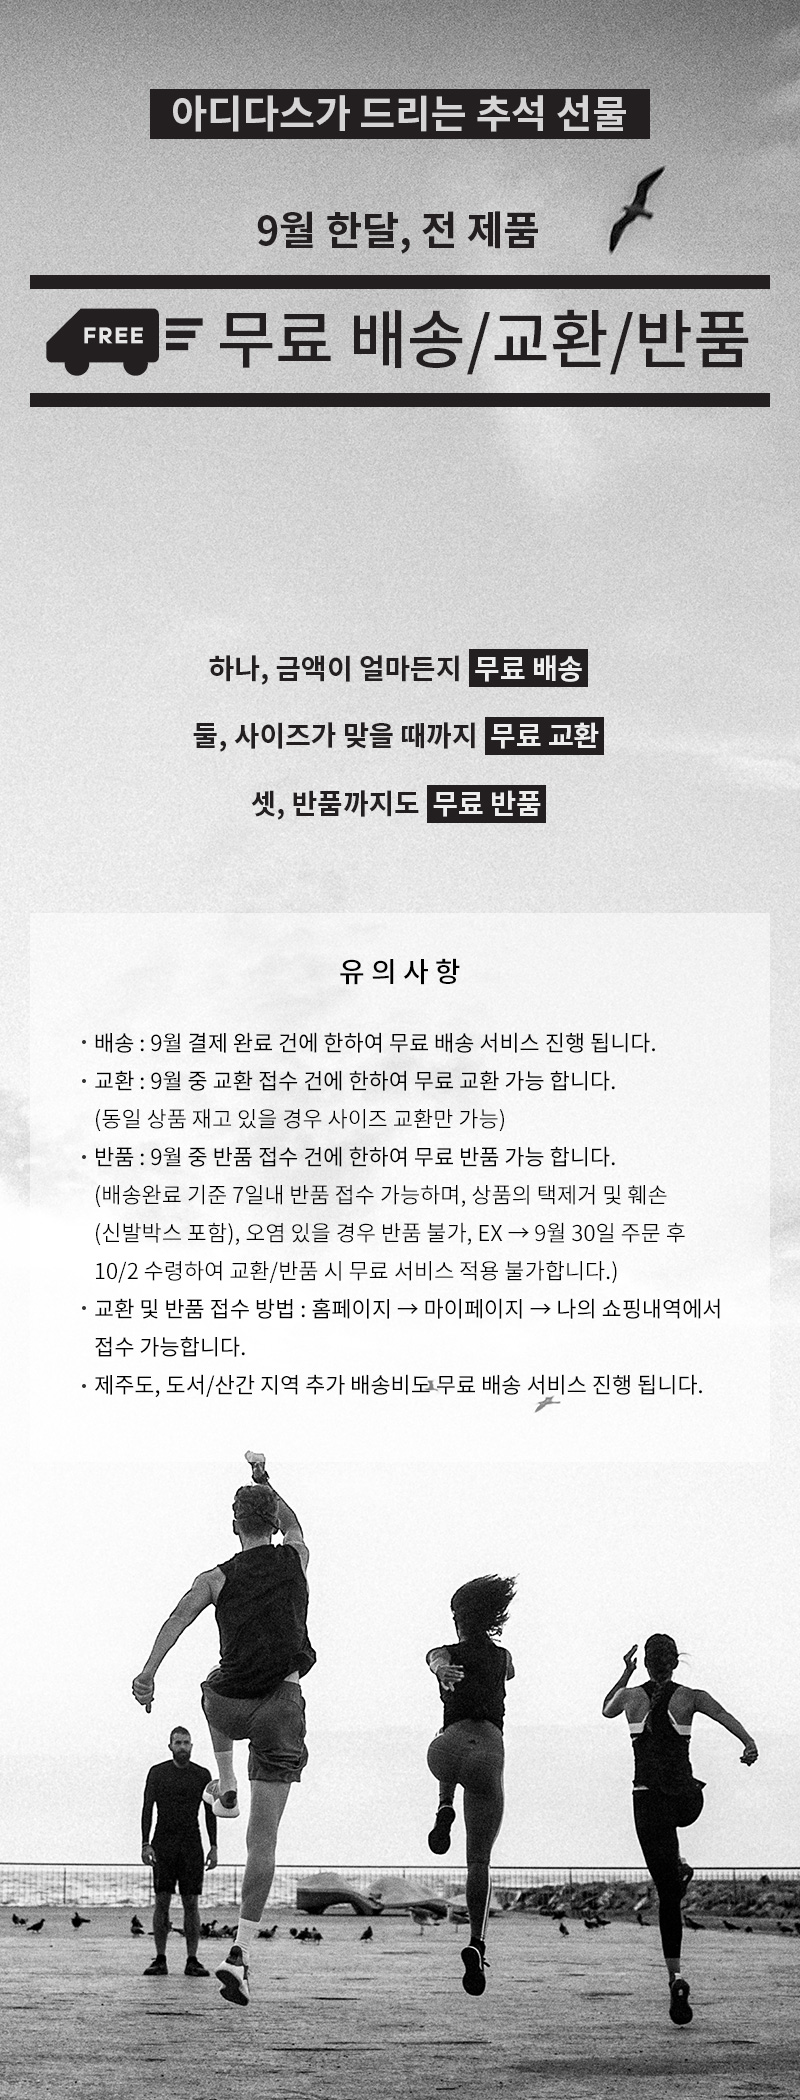 아디다스가 드리는 추석 선물
9월 한달, 전 제품
FREE 무료 배송/교환/반품
하나, 금액이 얼마든지 무료 배송
둘, 사이즈가 맞을 때까지 무료 교환
셋, 반품까지도 무료 반품
유의사항
· 배송 : 9월 결제 완료 건에 한하여 무료 배송 서비스 진행 됩니다.
· 교환 : 9월 중 교환 접수 건에 한하여 무료 교환 가능 합니다.
(동일 상품 재고 있을 경우 사이즈 교환만 가능)
· 반품 : 9월 중 반품 접수 건에 한하여 무료 반품 가능 합니다.
(배송완료 기준 7일내 반품 접수 가능하며, 상품의 택제거 및 훼손
(신발박스 포함), 오염 있을 경우 반품 불가, EX → 9월 30일 주문 후
10/2 수령하여 교환/반품 시 무료 서비스 적용 불가합니다.)
· 교환 및 반품 접수 방법 : 홈페이지 → 마이페이지 → 나의 쇼핑내역에서
접수 가능합니다.
· 제주도, 도서/산간 지역 추가 배송비도 무료 배송 서비스 진행 됩니다.